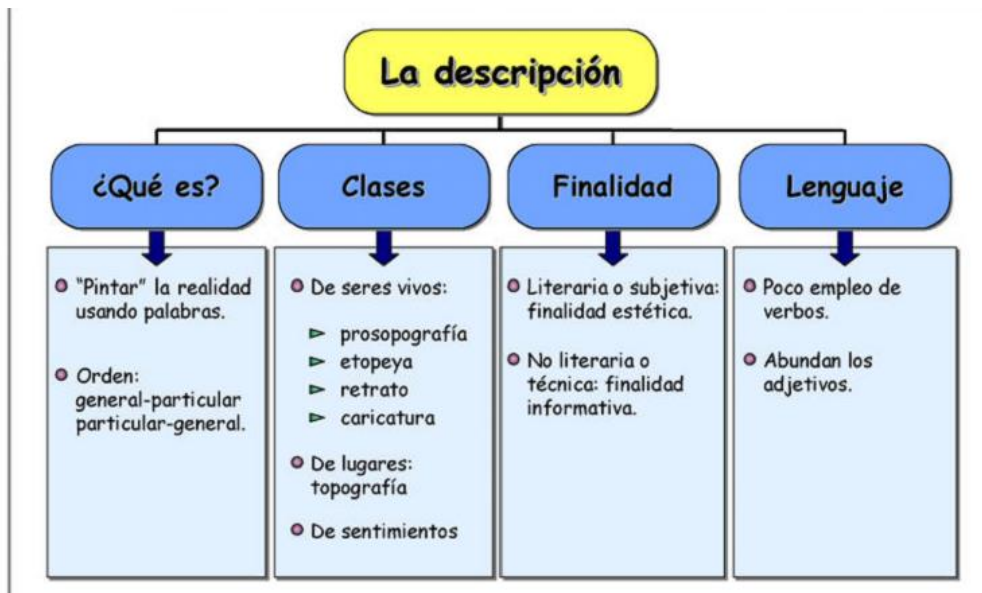 La descripción
¿Qué es?
"Pintar" la realidad
usando palabras.
Orden:
general-particular
particular-general.
Clases
De seres vivos:
prosopografía
etopeya
retrato
caricatura
De lugares:
topografía
De sentimientos
Finalidad
Literaria o subjetiva:
finalidad estética.
No literaria o
técnica: finalidad
informativa.
Lenguaje
Poco empleo de
verbos.
Abundan los
adjetivos.